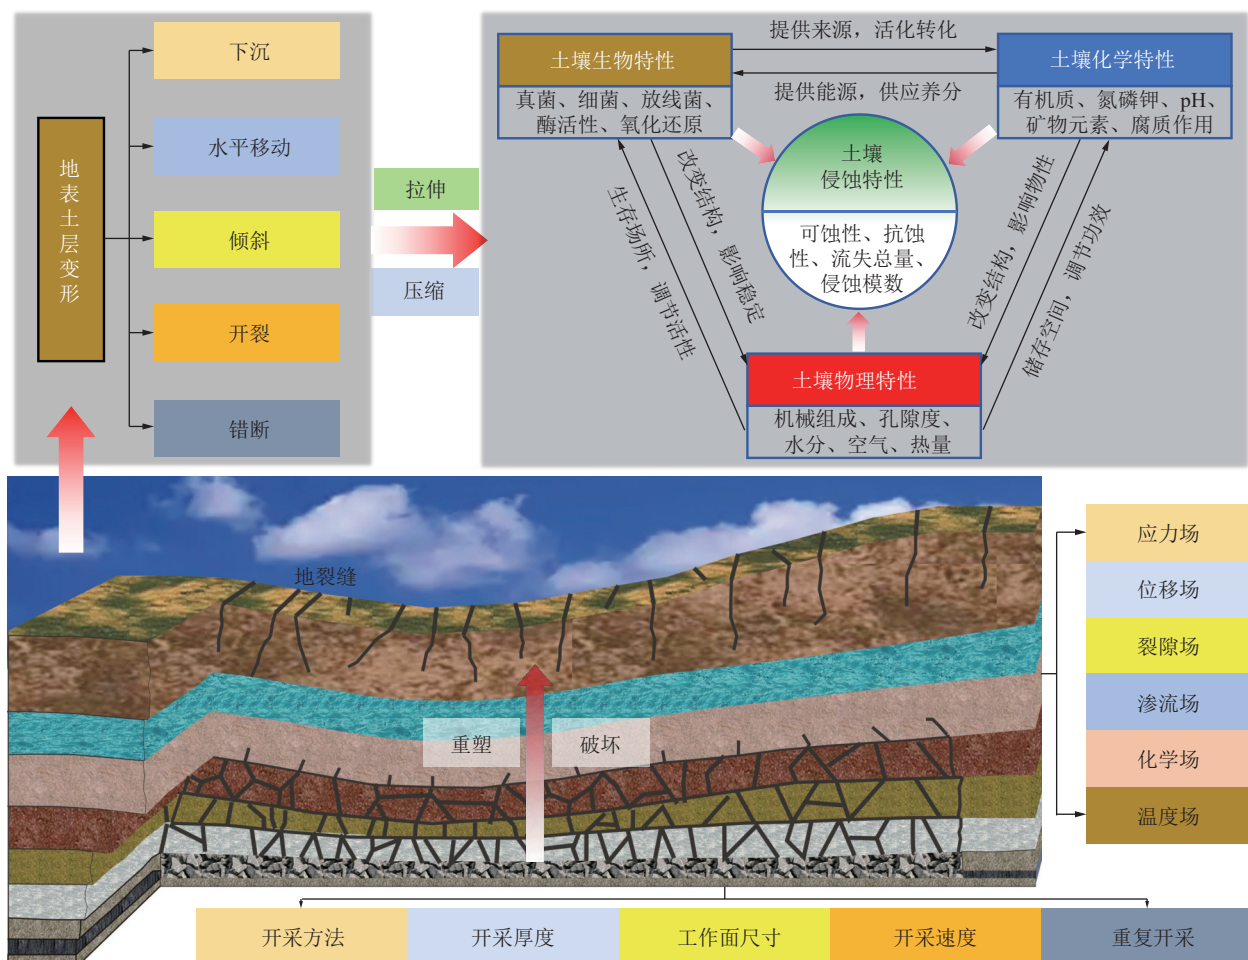 地表土层变形
下沉
水平移动
倾斜
开裂
错断
拉伸
压缩
提供来源，活化转化
提供能源，供应养分
土壤生物特性
真菌、细菌、放线菌、
酶活性、氧化还原
土壤化学特性
有机质、氮磷钾、pH、
矿物元素、腐质作用
土壤
侵蚀特性
可蚀性、抗蚀
性、流失总量、
侵蚀模数
改变结构，影响稳定
生存场所，调节活性
改变结构，影响物性
储存空间，调节功效
土壤物理特性
机械组成、孔隙度、
水分、空气、热量
地裂缝
重塑
破坏
应力场
位移场
裂隙场
渗流场
化学场
温度场
开采方法
开采厚度
工作面尺寸
开采速度
重复开采